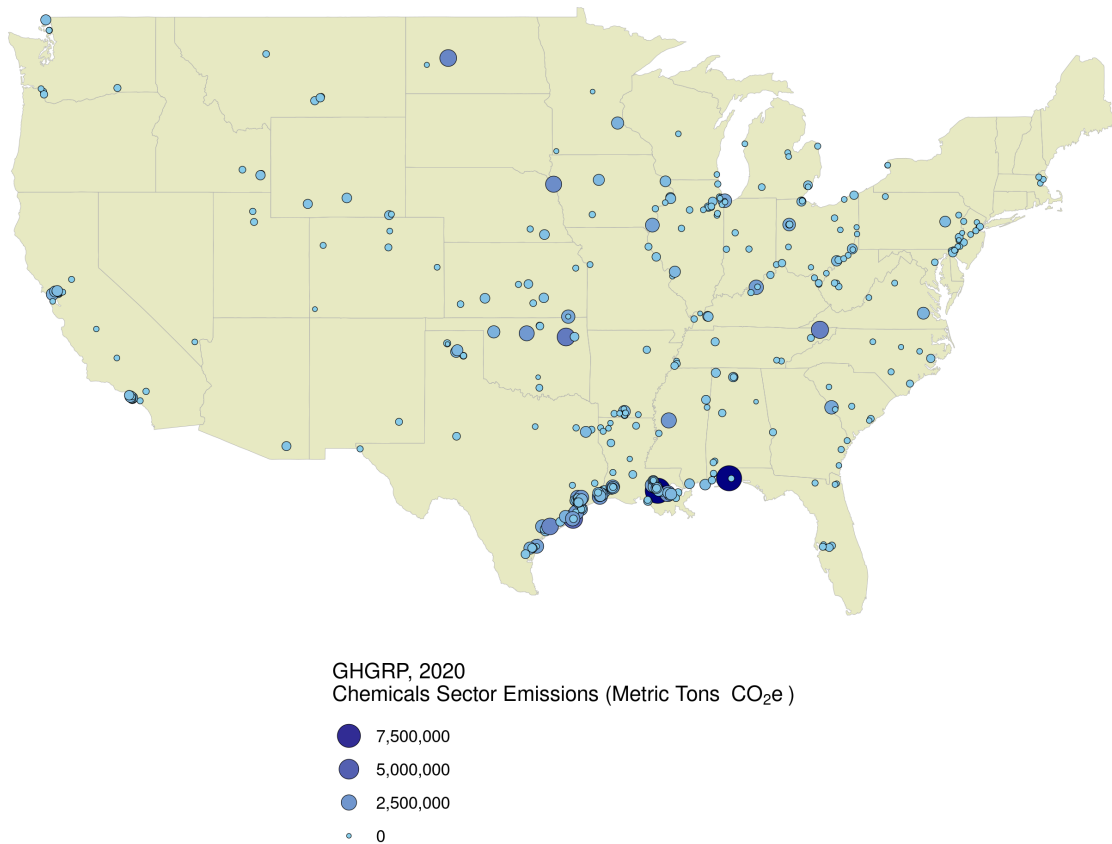 GHGRP, 2020
Chemicals Sector Emissions (Metric Tons CO₂e )
7,500,000
5,000,000
2,500,000
0